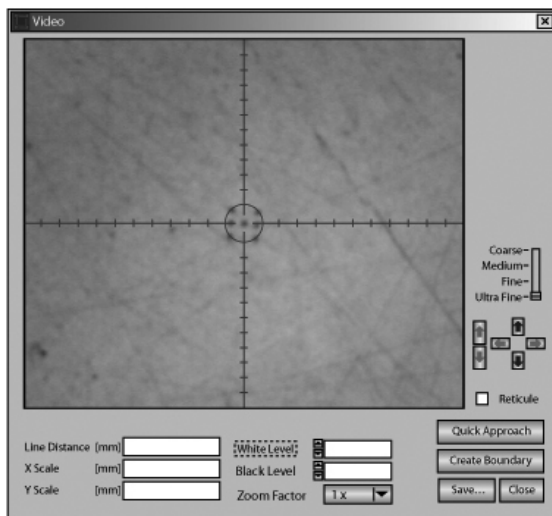 Video
Coarse
Medium
Fine
Ultra Fine
Reticule
Line Distance [mm]
X Scale [mm]
Y Scale [mm]
White Level
Black Level
Zoom Factor 1 x
Quick Approach
Create Boundary
Save... Close